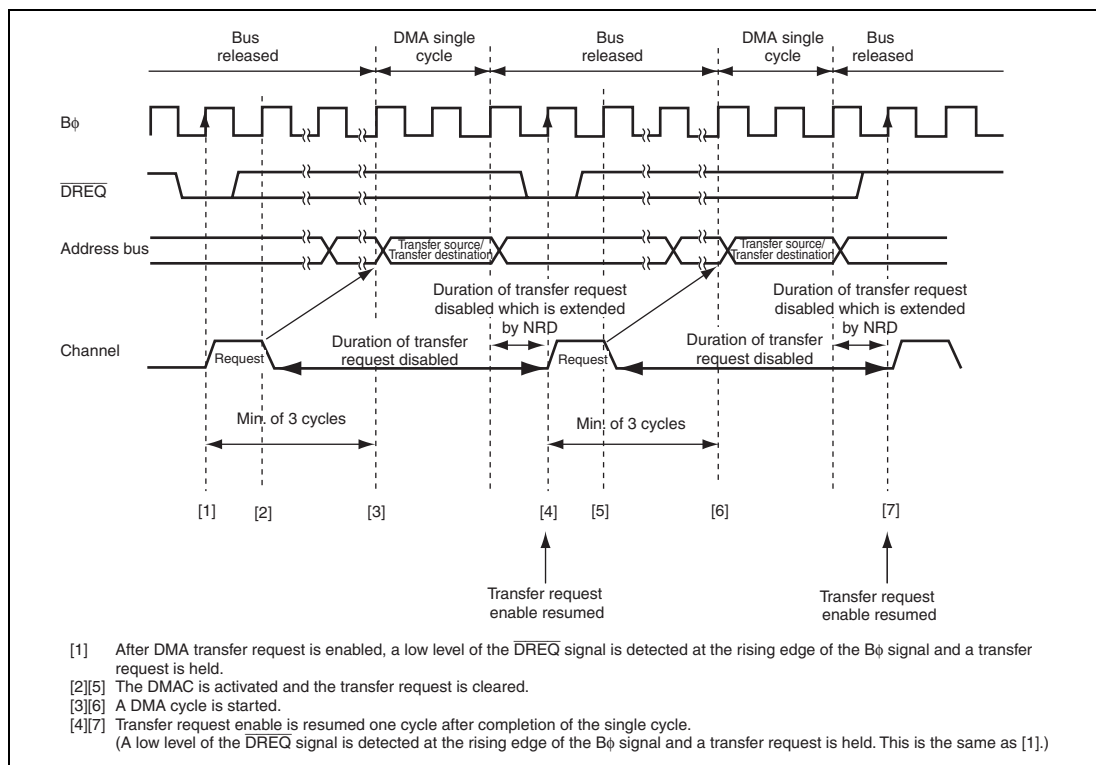 Bus
released
DMA single
cycle
Bus
released
DMA single
cycle
Bus
released
Bφ
DREQ
Address bus
Transfer source/
Transfer destination
Transfer source/
Transfer destination
Duration of transfer request
disabled which is extended
by NRD
Duration of transfer request
disabled which is extended
by NRD
Channel
Request
Duration of transfer
request disabled
Request
Duration of transfer
request disabled
Min. of 3 cycles
Min. of 3 cycles
[1]
[2]
[3]
[4]
[5]
[6]
[7]
Transfer request
enable resumed
Transfer request
enable resumed
[1] After DMA transfer request is enabled, a low level of the DREQ signal is detected at the rising edge of the Bφ signal and a transfer
request is held.
[2][5] The DMAC is activated and the transfer request is cleared.
[3][6] A DMA cycle is started.
[4][7] Transfer request enable is resumed one cycle after completion of the single cycle.
(A low level of the DREQ signal is detected at the rising edge of the Bφ signal and a transfer request is held. This is the same as [1].)